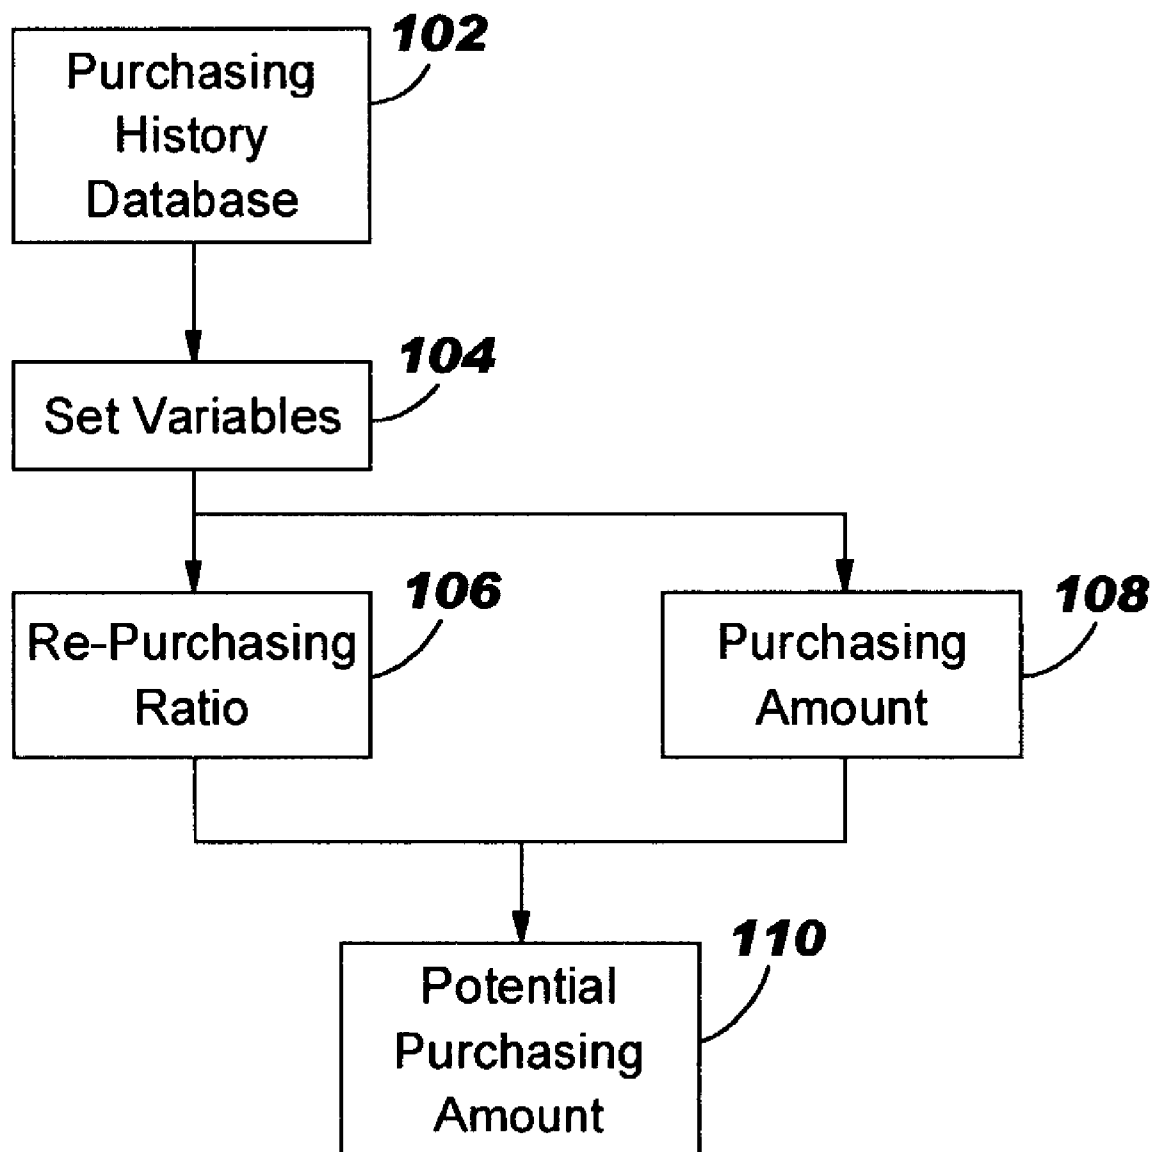 102
Purchasing
History
Database
104
Set Variables
106
Re-Purchasing
Ratio
108
Purchasing
Amount
110
Potential
Purchasing
Amount